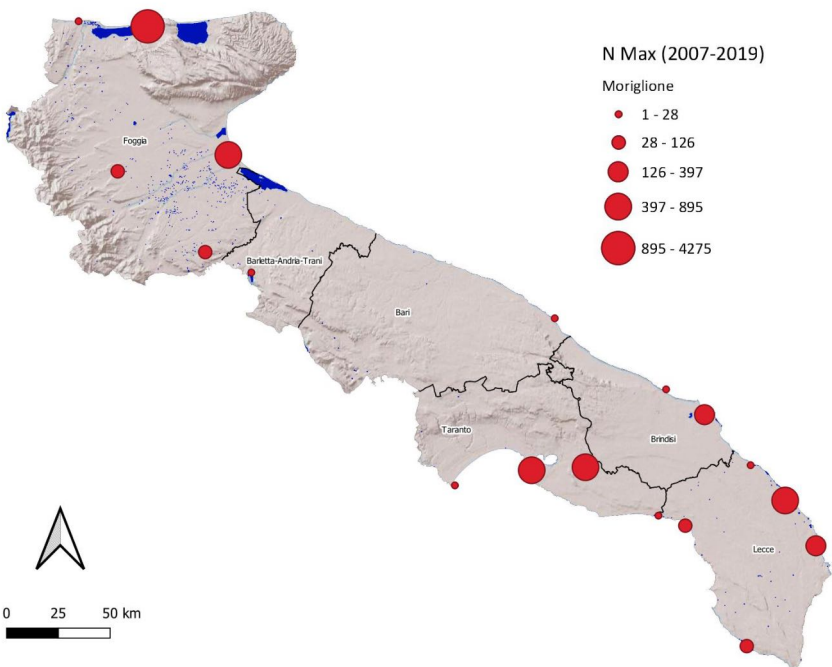 N Max (2007-2019)
Moriglione
1 - 28
28 - 126
126 - 397
397 - 895
895 - 4275
Foggia
Barletta-Andria-Trani
Bari
Taranto
Brindisi
Lecce
0 25 50 km